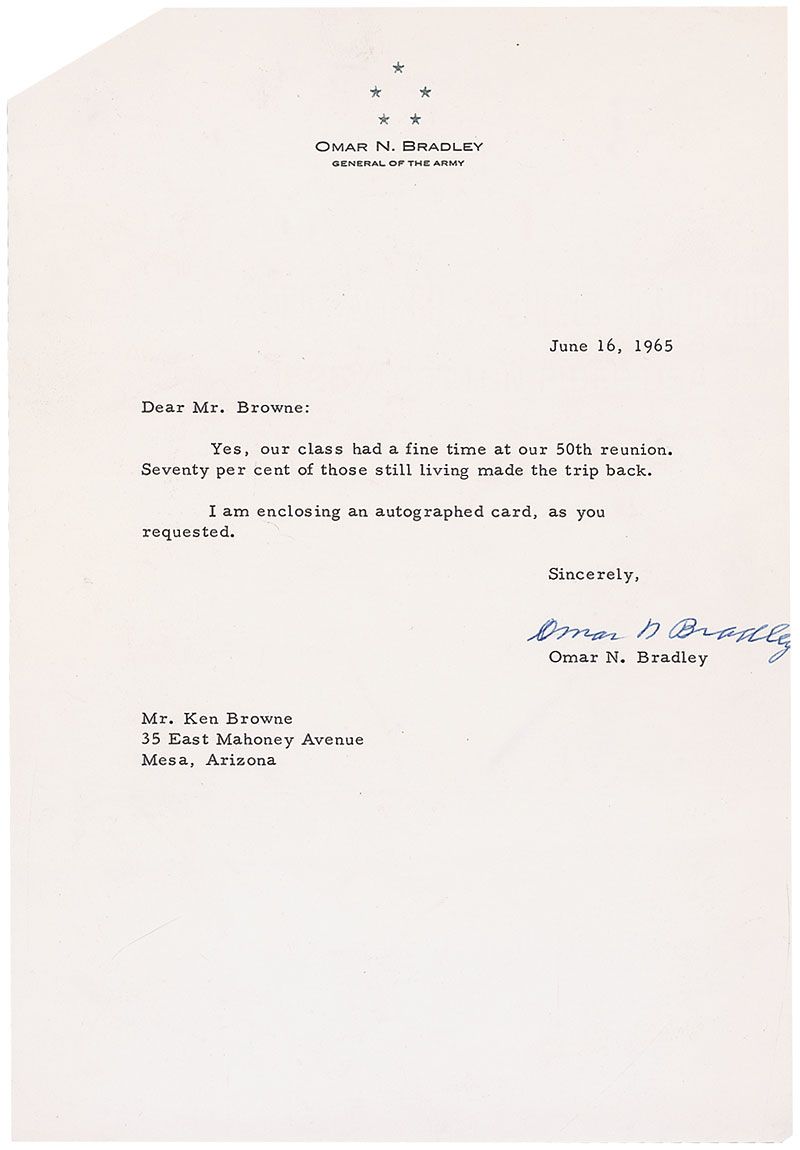 OMAR N. BRADLEY
GENERAL OF THE ARMY
June 16, 1965
Dear Mr. Browne:
Yes, our class had a fine time at our 50th reunion.
Seventy per cent of those still living made the trip back.
I am enclosing an autographed card, as you
requested.
Sincerely,
Omar N Bradley
Omar N. Bradley
Mr. Ken Browne
35 East Mahoney Avenue
Mesa, Arizona